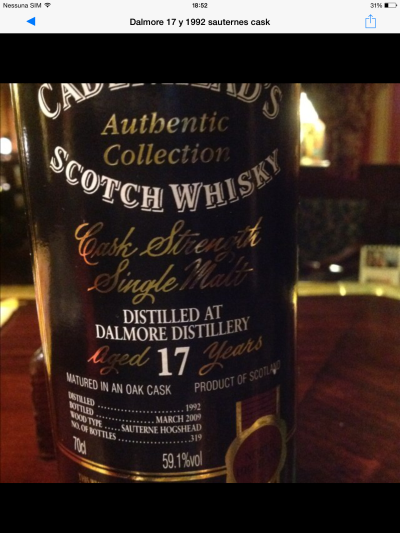 Nessuna SIM 18:52 31%
Dalmore 17 y 1992 sauternes cask
CADENHEAD'S
Authentic
Collection
SCOTCH WHISKY
Cask Strength
Single Malt
DISTILLED AT
DALMORE DISTILLERY
Aged 17 Years
MATURED IN AN OAK CASK PRODUCT OF SCOTLAND
DISTILLED ........................ 1992
BOTTLED .................. MARCH 2009
WOOD TYPE ..... SAUTERNE HOGSHEAD
NO. OF BOTTLES ........................ 319
70cl 59.1%vol